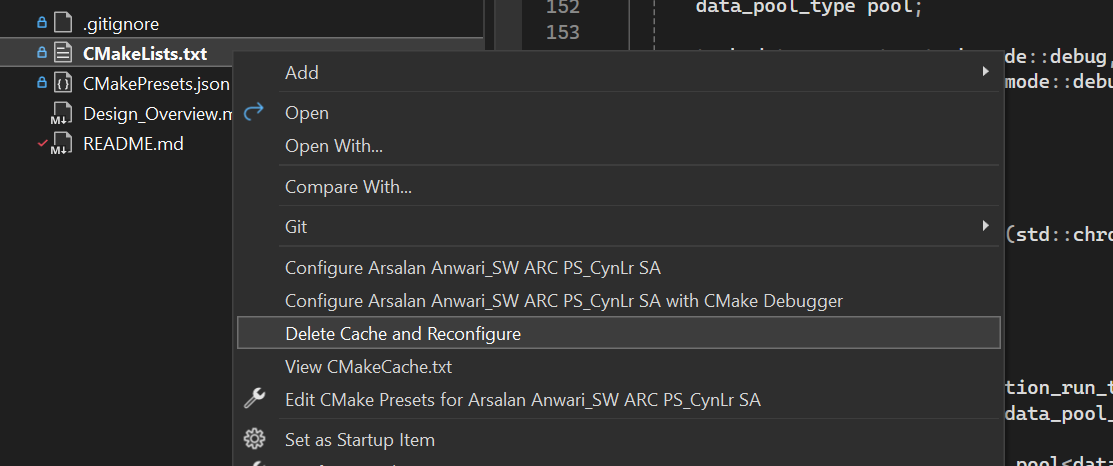 .gitignore
CMakeLists.txt
CMakePresets.json
Design_Overview.m
README.md
Add
Open
Open With...
Compare With...
Git
Configure Arsalan Anwari_SW ARC PS_CynLr SA
Configure Arsalan Anwari_SW ARC PS_CynLr SA with CMake Debugger
Delete Cache and Reconfigure
View CMakeCache.txt
Edit CMake Presets for Arsalan Anwari_SW ARC PS_CynLr SA
Set as Startup Item
152 data_pool_type pool;
153
de::debug,
mode::debu
(std::chro
tion_run_t
data_pool_
pool<data